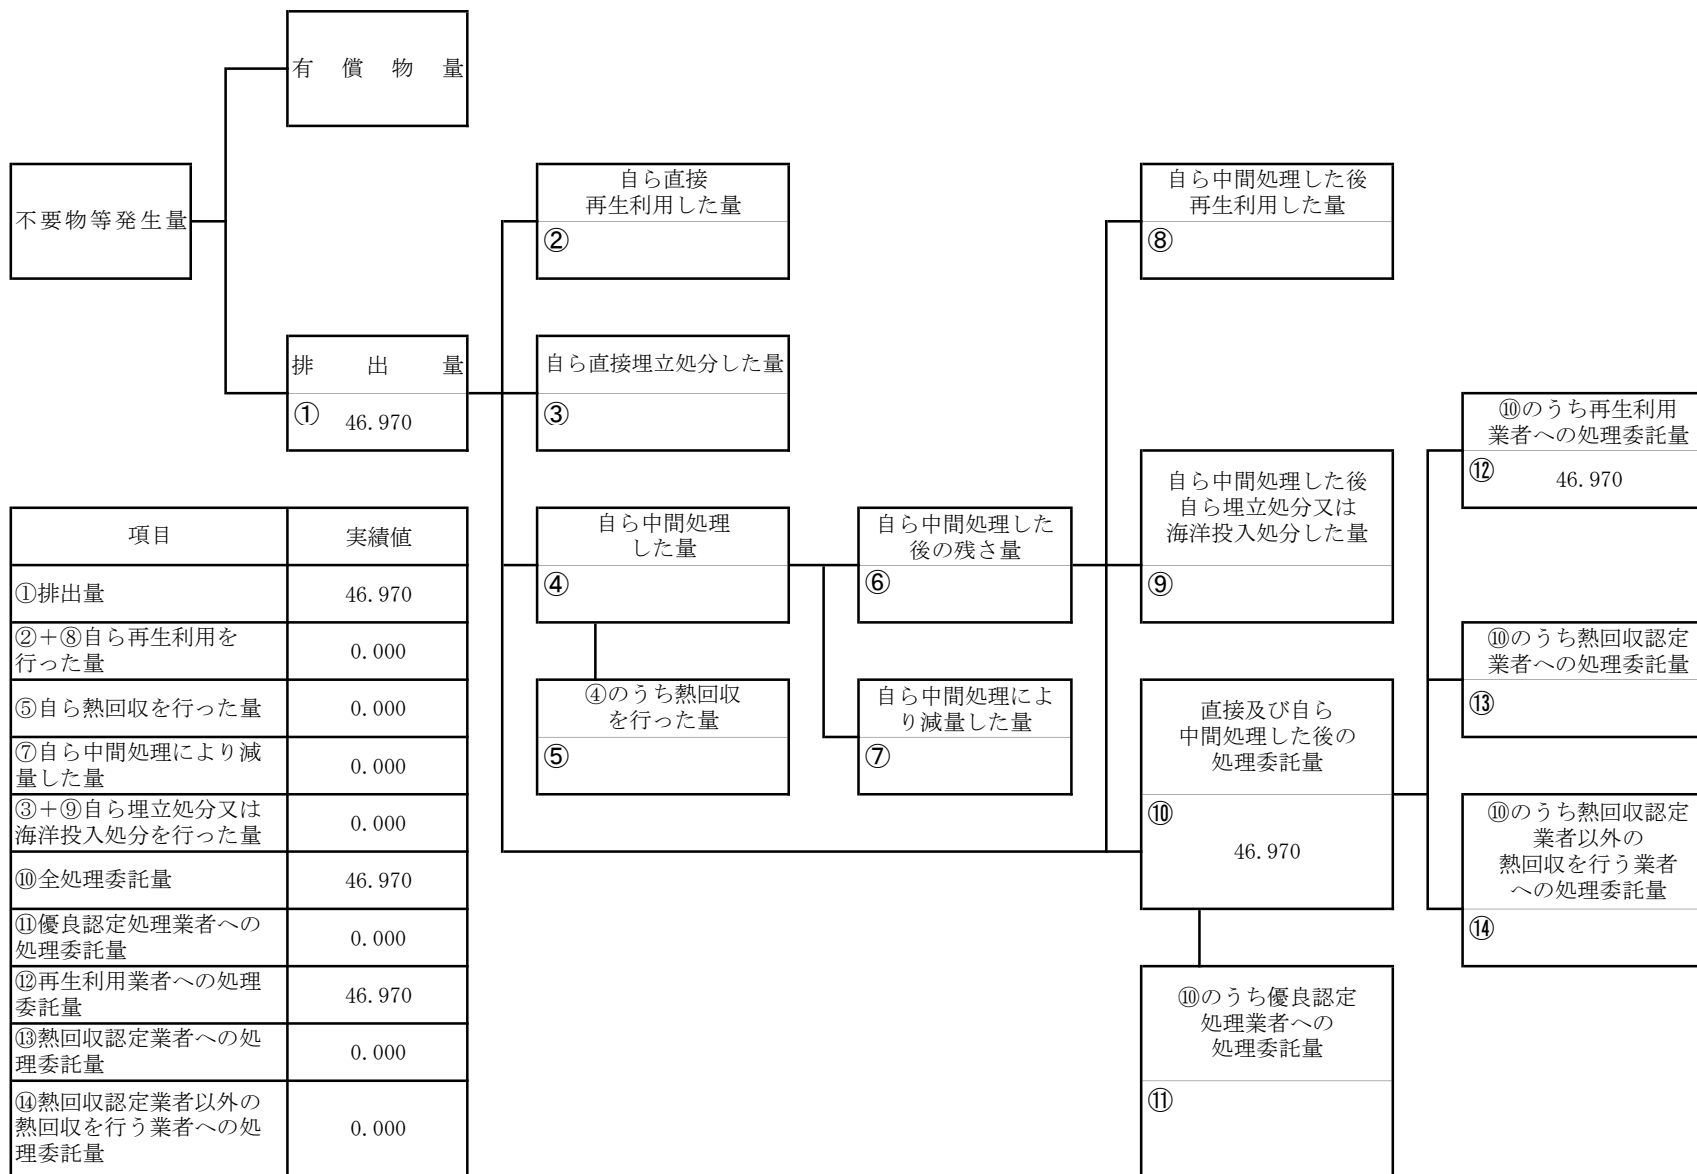 有償物量
不要物等発生量
排出量
①
46.970
自ら直接
再生利用した量
②
自ら直接埋立処分した量
③
自ら中間処理
した量
④
④のうち熱回収
を行った量
⑤
自ら中間処理した
後の残さ量
⑥
自ら中間処理によ
り減量した量
⑦
自ら中間処理した後
再生利用した量
⑧
自ら中間処理した後
自ら埋立処分又は
海洋投入処分した量
⑨
直接及び自ら
中間処理した後の
処理委託量
⑩
46.970
⑩のうち優良認定
処理業者への
処理委託量
⑪
⑩のうち再生利用
業者への処理委託量
⑫
46.970
⑩のうち熱回収認定
業者への処理委託量
⑬
⑩のうち熱回収認定
業者以外の
熱回収を行う業者
への処理委託量
⑭
項目 実績値
①排出量 46.970
②＋⑧自ら再生利用を
行った量 0.000
⑤自ら熱回収を行った量 0.000
⑦自ら中間処理により減
量した量 0.000
③＋⑨自ら埋立処分又は
海洋投入処分を行った量 0.000
⑩全処理委託量 46.970
⑪優良認定処理業者への
処理委託量 0.000
⑫再生利用業者への処理
委託量 46.970
⑬熱回収認定業者への処
理委託量 0.000
⑭熱回収認定業者以外の
熱回収を行う業者への処
理委託量 0.000